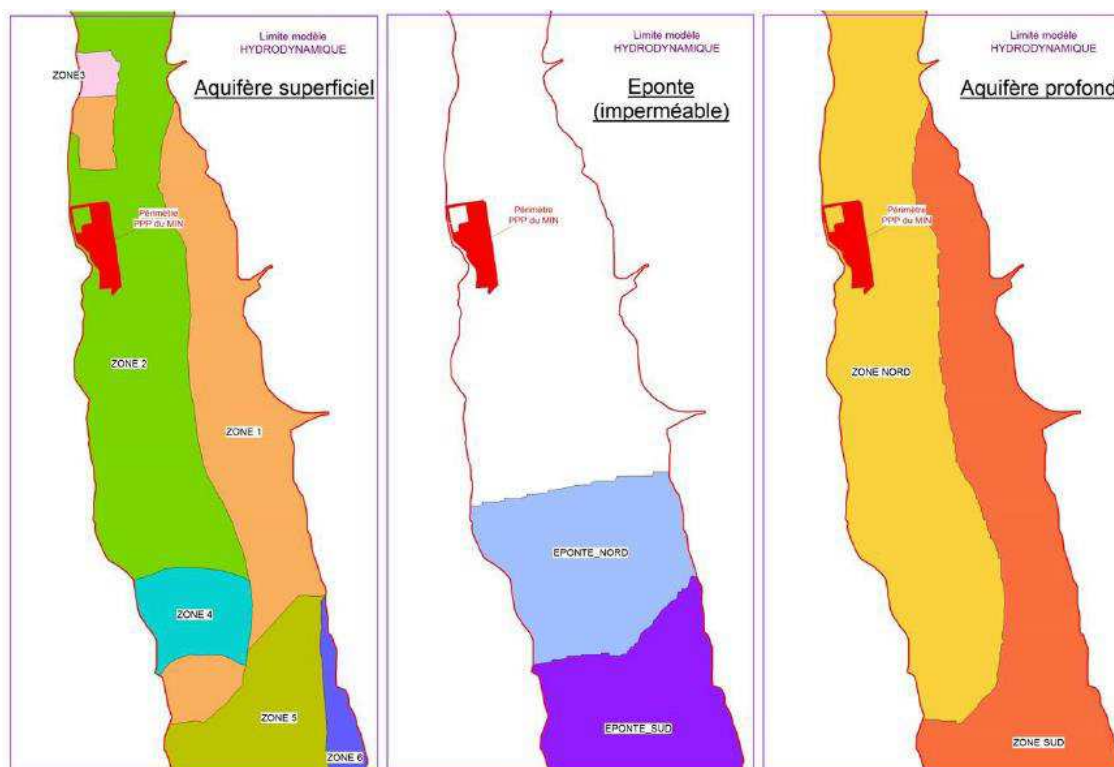 Limite modèle
HYDRODYNAMIQUE
Aquifère superficiel
ZONE3
Périmètre
PPP du MIN
ZONE 2
ZONE 1
ZONE 4
ZONE 5
ZONE 6
Limite modèle
HYDRODYNAMIQUE
Eponte
(imperméable)
Périmètre
PPP du MIN
EPONTE_NORD
EPONTE_SUD
Limite modèle
HYDRODYNAMIQUE
Aquifère profond
Périmètre
PPP du MIN
ZONE NORD
ZONE SUD